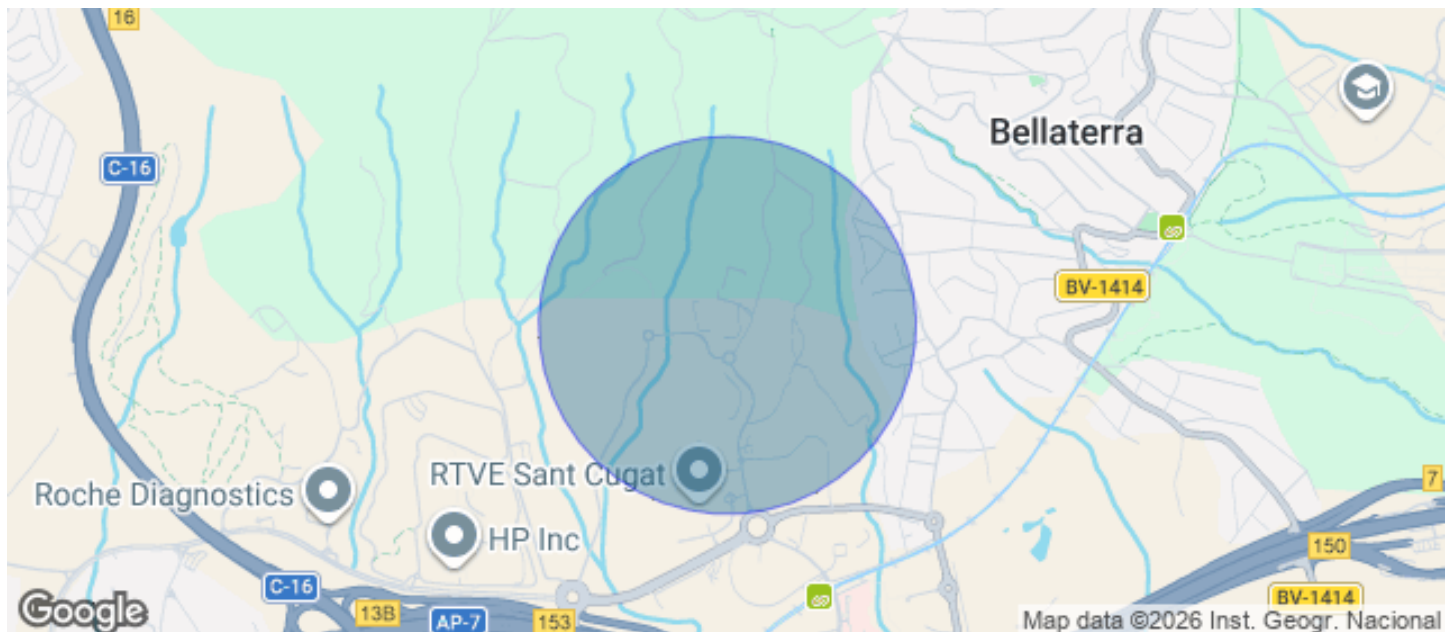 16
C-16
Bellaterra
BV-1414
RTVE Sant Cugat
Roche Diagnostics
HP Inc
7
150
C-16
13B
AP-7
153
BV-1414
Google
Map data ©2026 Inst. Geogr. Nacional